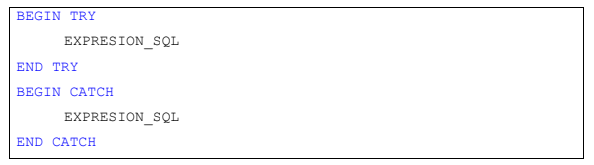 BEGIN TRY
EXPRESION_SQL
END TRY
BEGIN CATCH
EXPRESION_SQL
END CATCH